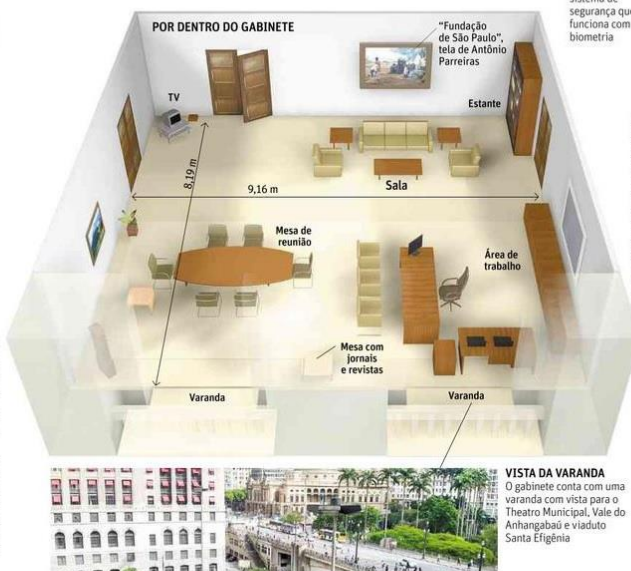 sistema de
segurança que
funciona com
biometria
POR DENTRO DO GABINETE
“Fundação
de São Paulo”,
tela de Antônio
Parreiras
TV
Estante
8,19 m
9,16 m
Sala
Mesa de
reunião
Área de
trabalho
Mesa com
jornais
e revistas
Varanda
Varanda
VISTA DA VARANDA
O gabinete conta com uma
varanda com vista para o
Theatro Municipal, Vale do
Anhangabaú e viaduto
Santa Efigênia